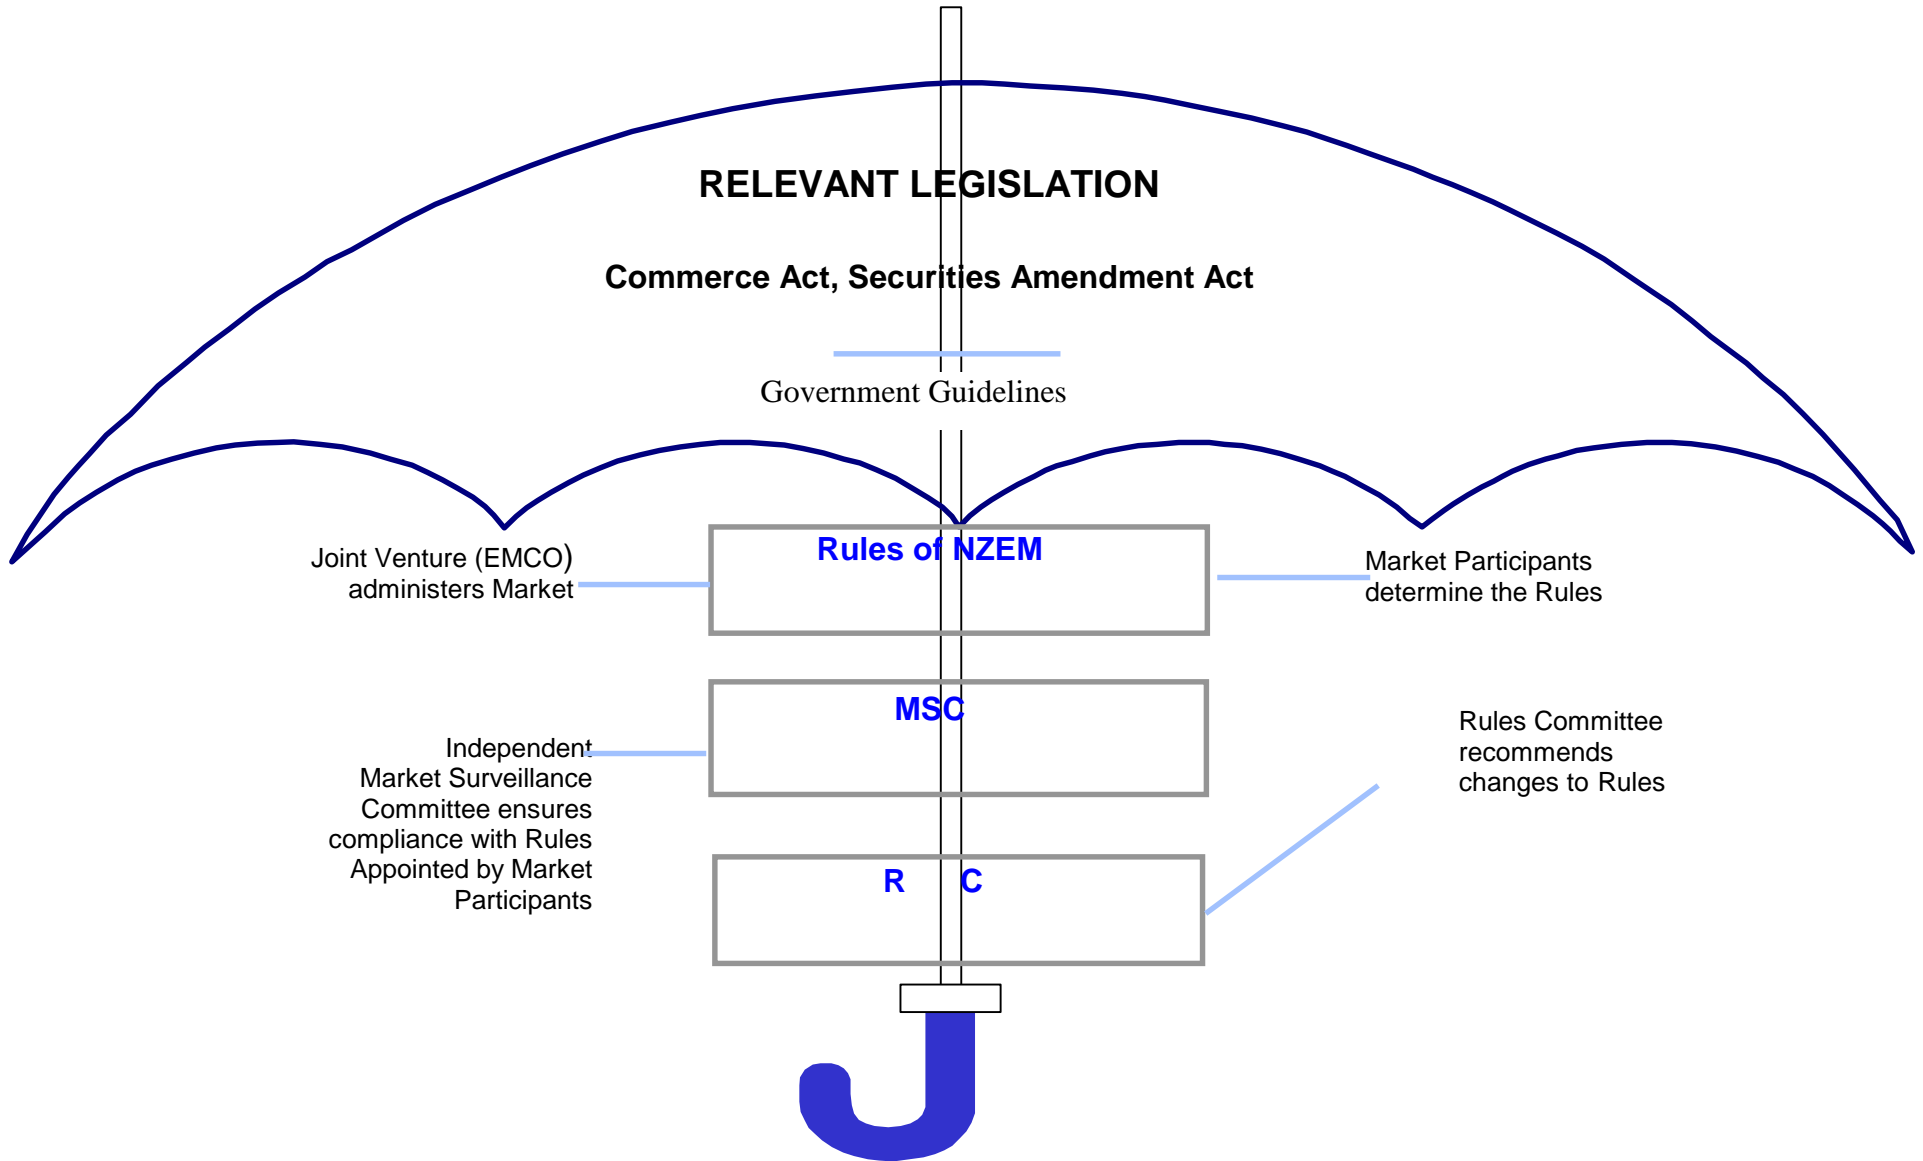 RELEVANT LEGISLATION
Commerce Act, Securities Amendment Act
Government Guidelines
Rules of NZEM
Joint Venture (EMCO)
administers Market
Market Participants
determine the Rules
MSC
Independent
Market Surveillance
Committee ensures
compliance with Rules
Appointed by Market
Participants
Rules Committee
recommends
changes to Rules
R C